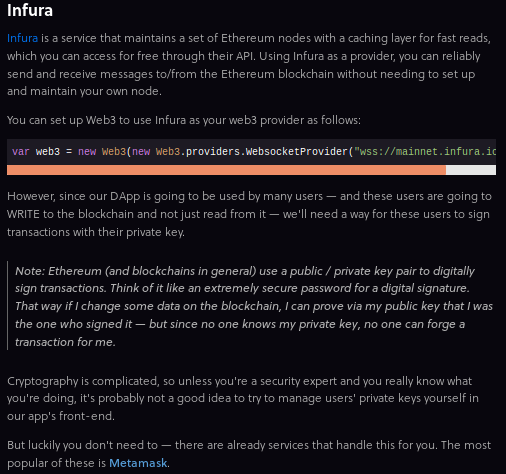 Infura
Infura is a service that maintains a set of Ethereum nodes with a caching layer for fast reads,
which you can access for free through their API. Using Infura as a provider, you can reliably
send and receive messages to/from the Ethereum blockchain without needing to set up
and maintain your own node.
You can set up Web3 to use Infura as your web3 provider as follows:
var web3 = new Web3(new Web3.providers.WebsocketProvider("wss://mainnet.infura.io
However, since our DApp is going to be used by many users — and these users are going to
WRITE to the blockchain and not just read from it — we'll need a way for these users to sign
transactions with their private key.
Note: Ethereum (and blockchains in general) use a public / private key pair to digitally
sign transactions. Think of it like an extremely secure password for a digital signature.
That way if I change some data on the blockchain, I can prove via my public key that I was
the one who signed it — but since no one knows my private key, no one can forge a
transaction for me.
Cryptography is complicated, so unless you're a security expert and you really know what
you're doing, it's probably not a good idea to try to manage users' private keys yourself in
our app's front-end.
But luckily you don't need to — there are already services that handle this for you. The most
popular of these is Metamask.